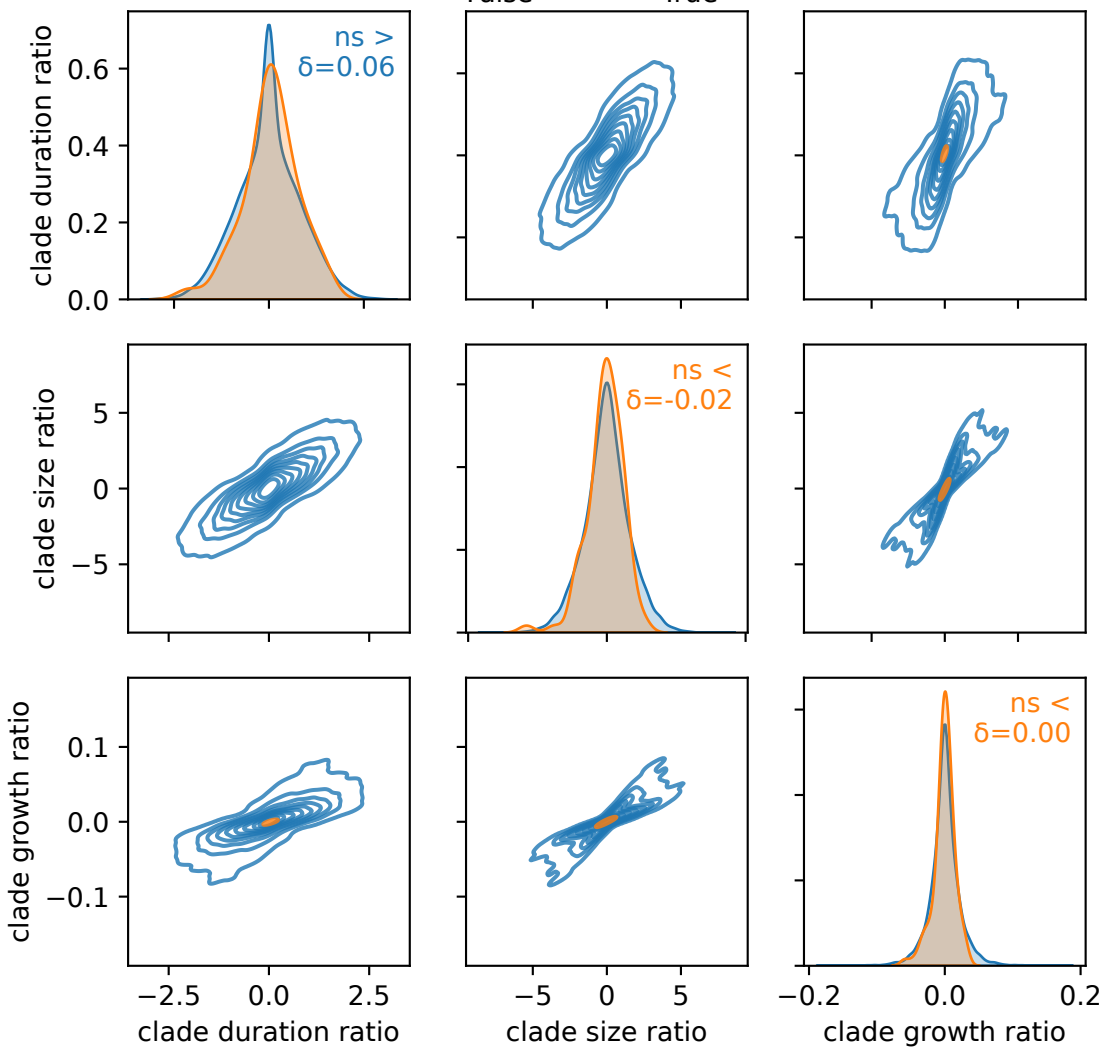 True
clade duration ratio
0.6
0.4
0.2
0.0
ns >
δ=0.06
clade size ratio
5
0
−5
ns <
δ=-0.02
clade growth ratio
0.1
0.0
−0.1
ns <
δ=0.00
−2.5 0.0 2.5
clade duration ratio
−5 0 5
clade size ratio
−0.2 0.0 0.2
clade growth ratio